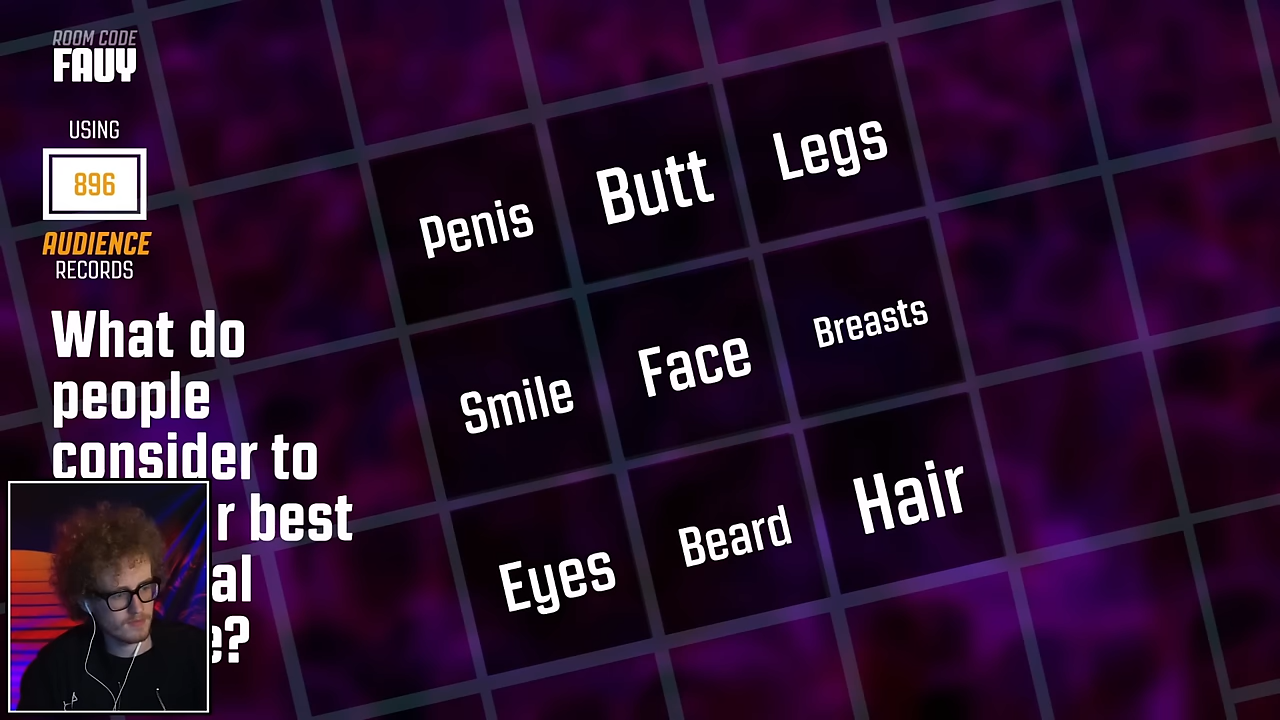 ROOM CODE
FAUY
USING
896
AUDIENCE
RECORDS
What do
people
consider to
r best
al
e?
Penis
Butt
Legs
Smile
Face
Breasts
Eyes
Beard
Hair